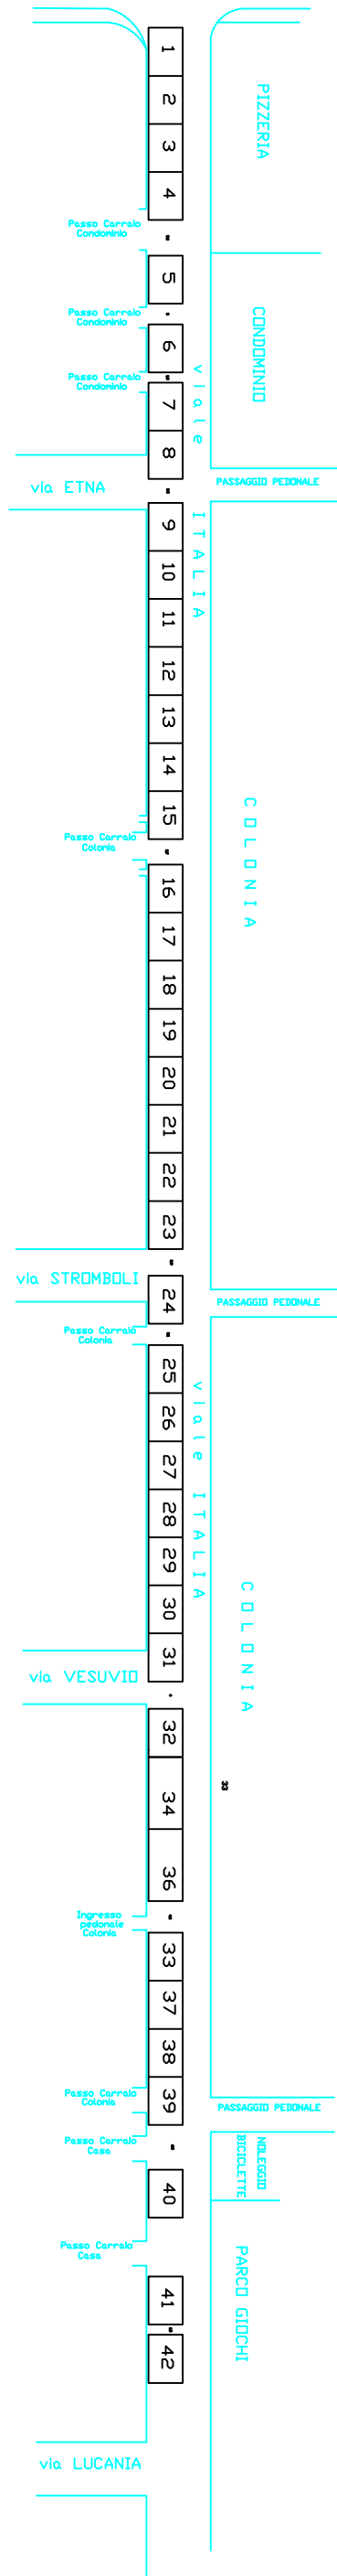 1
2
3
4
PIZZERIA
Passo Carraio
Condominio
5
CONDOMINIO
Passo Carraio
Condominio
6
Passo Carraio
Condominio
7
viale ITALIA
8
PASSAGGIO PEDONALE
via ETNA
9
10
11
12
13
14
15
COLONIA
Passo Carraio
Colonia
16
17
18
19
20
21
22
23
via STROMBOLI
24
PASSAGGIO PEDONALE
Passo Carraio
Colonia
25
viale ITALIA
26
27
28
29
30
31
COLONIA
via VESUVIO
32
33
34
36
Ingresso
pedonale
Colonia
33
37
38
39
Passo Carraio
Colonia
PASSAGGIO PEDONALE
Passo Carraio
Casa
NOLEGGIO
BICICLETTE
40
Passo Carraio
Casa
PARCO GIOCHI
41
42
via LUCANIA